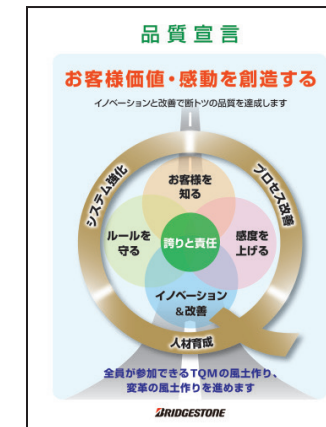 品質宣言
お客様価値・感動を創造する
イノベーションと改善で断トツの品質を達成します
システム強化
プロセス改善
お客様を
知る
ルールを
守る
誇りと責任
感度を
上げる
イノベーション
&改善
人材育成
全員が参加できるTQMの風土作り、
変革の風土作りを進めます
BRIDGESTONE